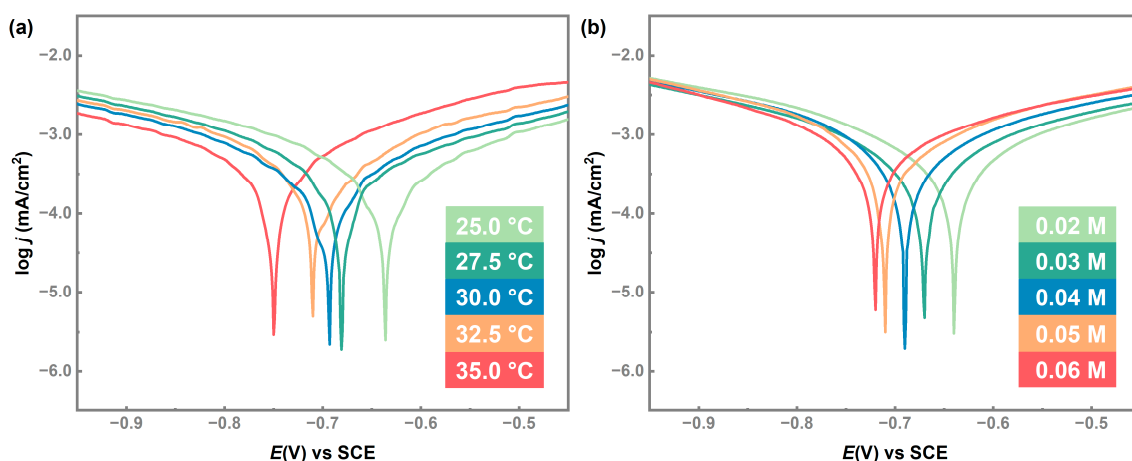 (a)
log j (mA/cm²)
−2.0
−3.0
−4.0
−5.0
−6.0
25.0 °C
27.5 °C
30.0 °C
32.5 °C
35.0 °C
−0.9
−0.8
−0.7
−0.6
−0.5
E(V) vs SCE
(b)
log j (mA/cm²)
−2.0
−3.0
−4.0
−5.0
−6.0
0.02 M
0.03 M
0.04 M
0.05 M
0.06 M
−0.9
−0.8
−0.7
−0.6
−0.5
E(V) vs SCE